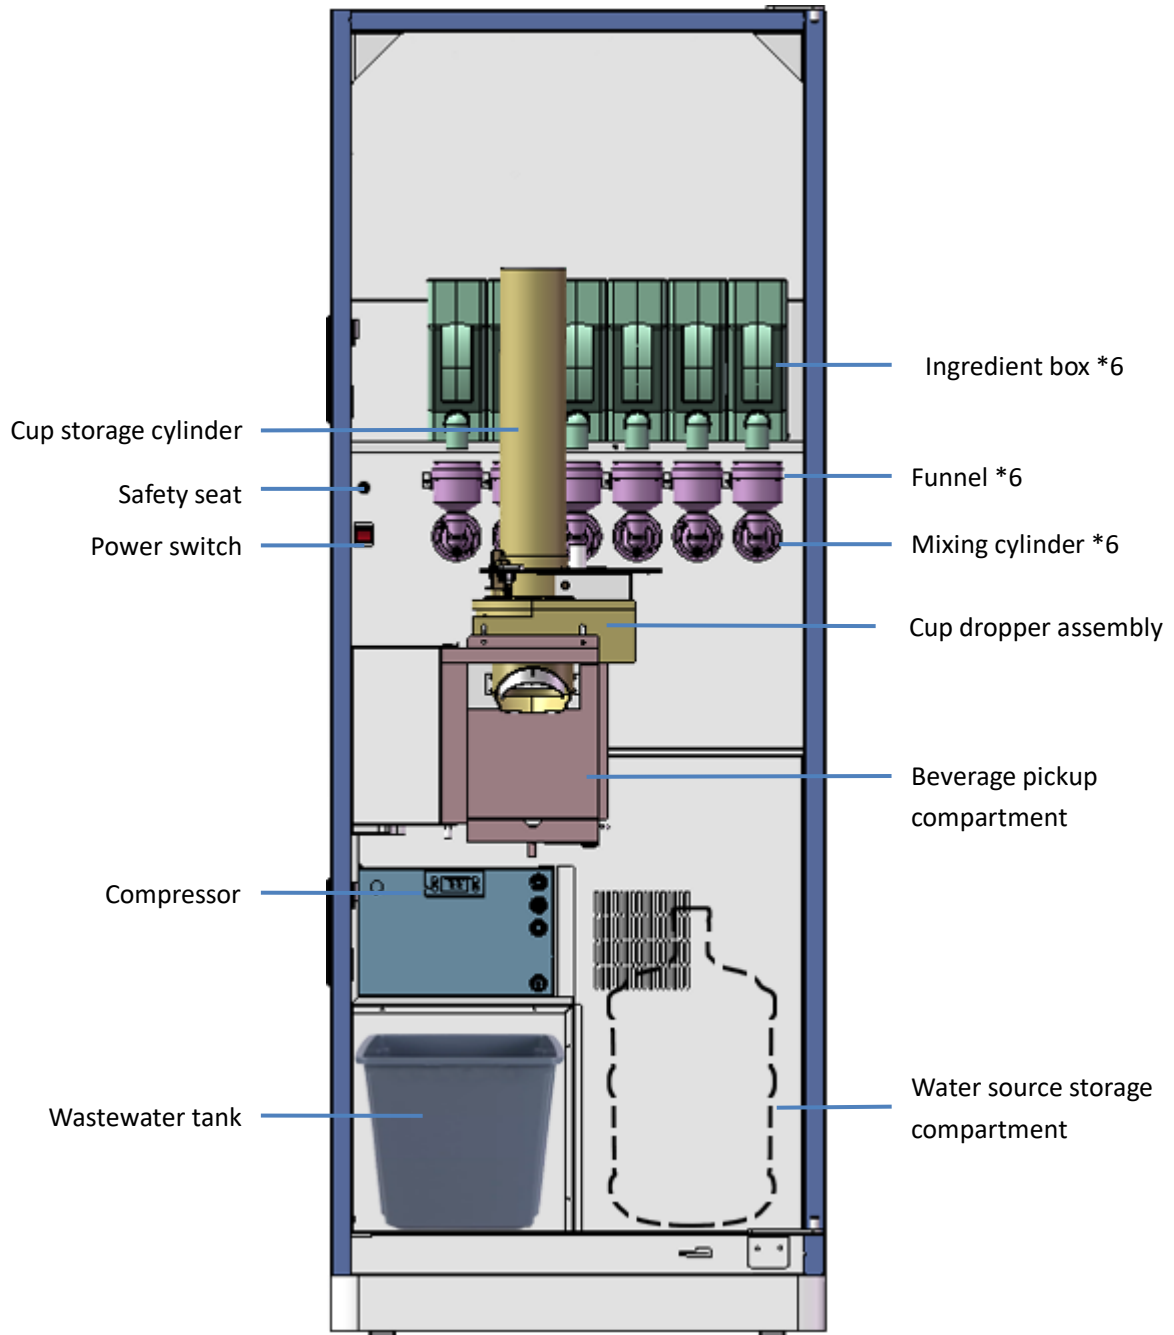 Cup storage cylinder
Safety seat
Power switch
Compressor
Wastewater tank
Ingredient box *6
Funnel *6
Mixing cylinder *6
Cup dropper assembly
Beverage pickup
compartment
Water source storage
compartment